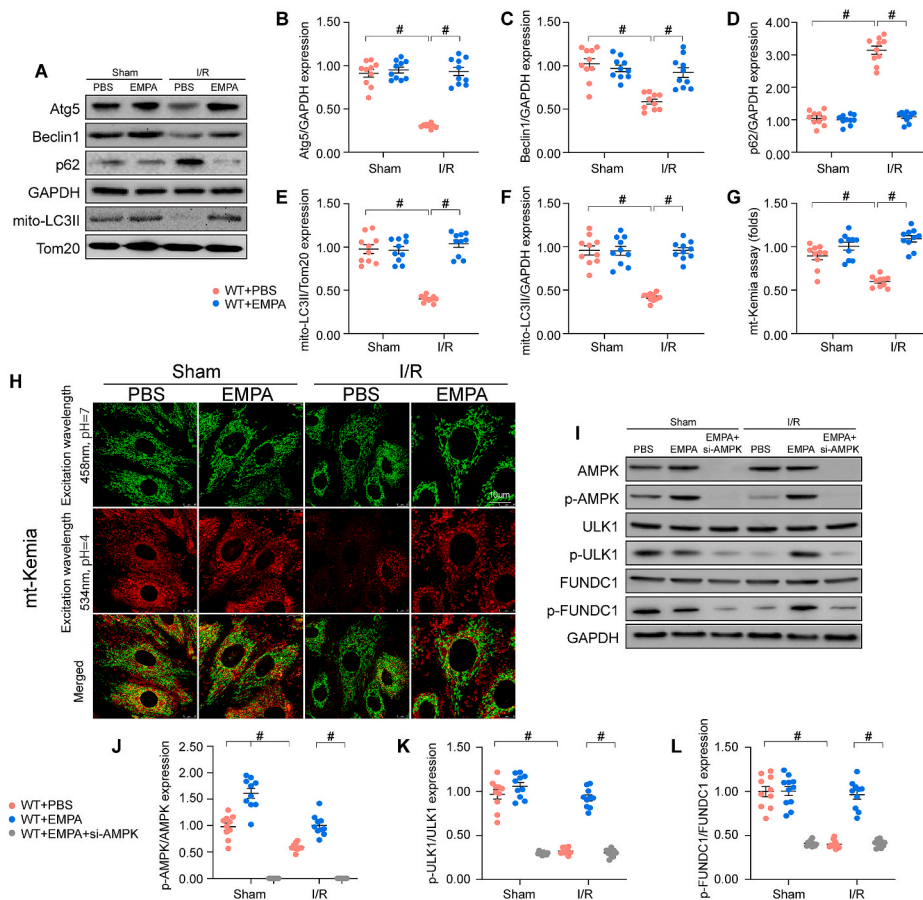 A
Sham
I/R
PBS
EMPA
PBS
EMPA
Atg5
Beclin1
p62
GAPDH
mito-LC3II
Tom20
WT+PBS
WT+EMPA
B
#
#
Atg5/GAPDH expression
1.50
1.00
0.50
0.00
Sham
I/R
C
#
#
Beclin1/GAPDH expression
1.50
1.00
0.50
0.00
Sham
I/R
D
#
#
p62/GAPDH expression
4.00
3.00
2.00
1.00
0.00
Sham
I/R
E
#
#
mito-LC3II/Tom20 expression
1.50
1.00
0.50
0.00
Sham
I/R
F
#
#
mito-LC3II/GAPDH expression
1.50
1.00
0.50
0.00
Sham
I/R
G
#
#
mt-Kemia assay (folds)
1.50
1.00
0.50
0.00
Sham
I/R
H
Sham
I/R
PBS
EMPA
PBS
EMPA
mt-Kemia
Excitation wavelength
458nm, pH=7
Excitation wavelength
534nm, pH=4
Merged
10μm
I
Sham
I/R
PBS
EMPA
EMPA+
si-AMPK
PBS
EMPA
EMPA+
si-AMPK
AMPK
p-AMPK
ULK1
p-ULK1
FUNDC1
p-FUNDC1
GAPDH
WT+PBS
WT+EMPA
WT+EMPA+si-AMPK
J
#
#
p-AMPK/AMPK expression
2.50
2.00
1.50
1.00
0.50
0.00
Sham
I/R
K
#
#
p-ULK1/ULK1 expression
1.50
1.00
0.50
0.00
Sham
I/R
L
#
#
p-FUNDC1/FUNDC1 expression
1.50
1.00
0.50
0.00
Sham
I/R